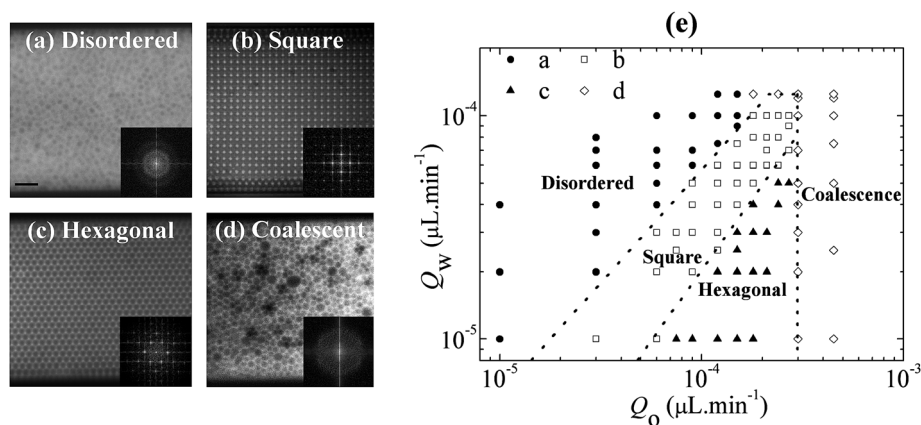 (a) Disordered
(b) Square
(c) Hexagonal
(d) Coalescent
(e)
a b
c d
10⁻⁴
10⁻⁵
Q_W (μL.min⁻¹)
Disordered
Coalescence
Square
Hexagonal
10⁻⁵ 10⁻⁴ 10⁻³
Q_o (μL.min⁻¹)